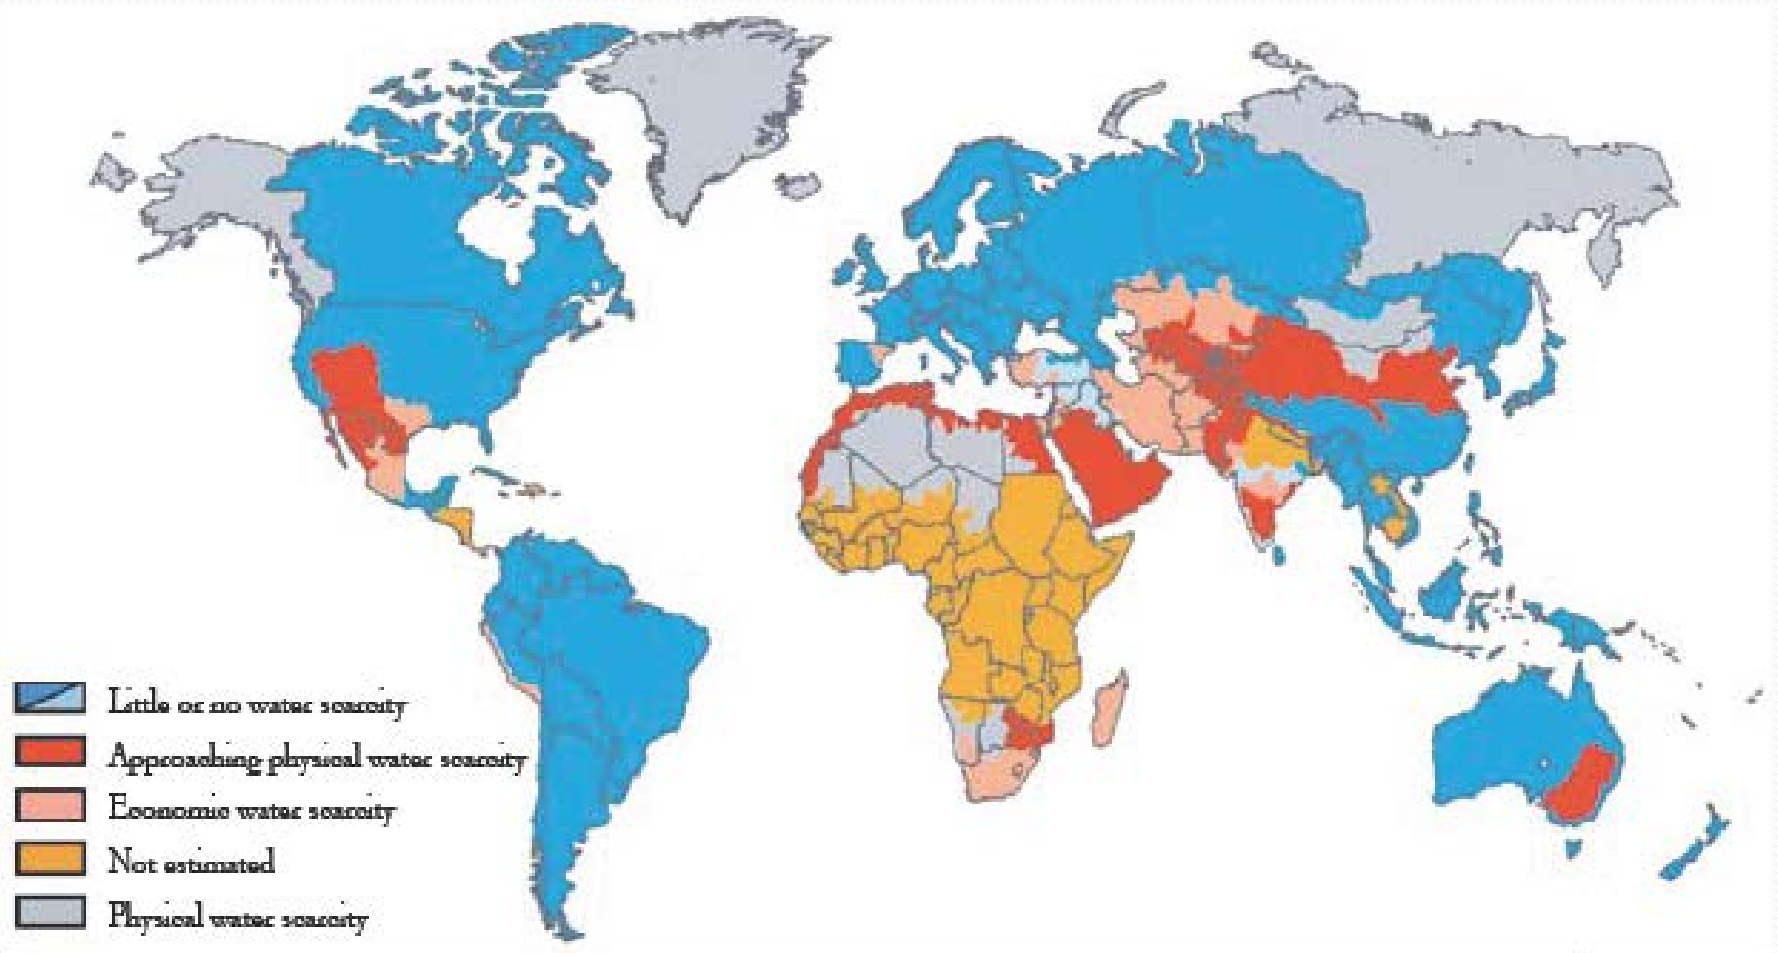 Little or no water scarcity
Approaching physical water scarcity
Economic water scarcity
Not estimated
Physical water scarcity